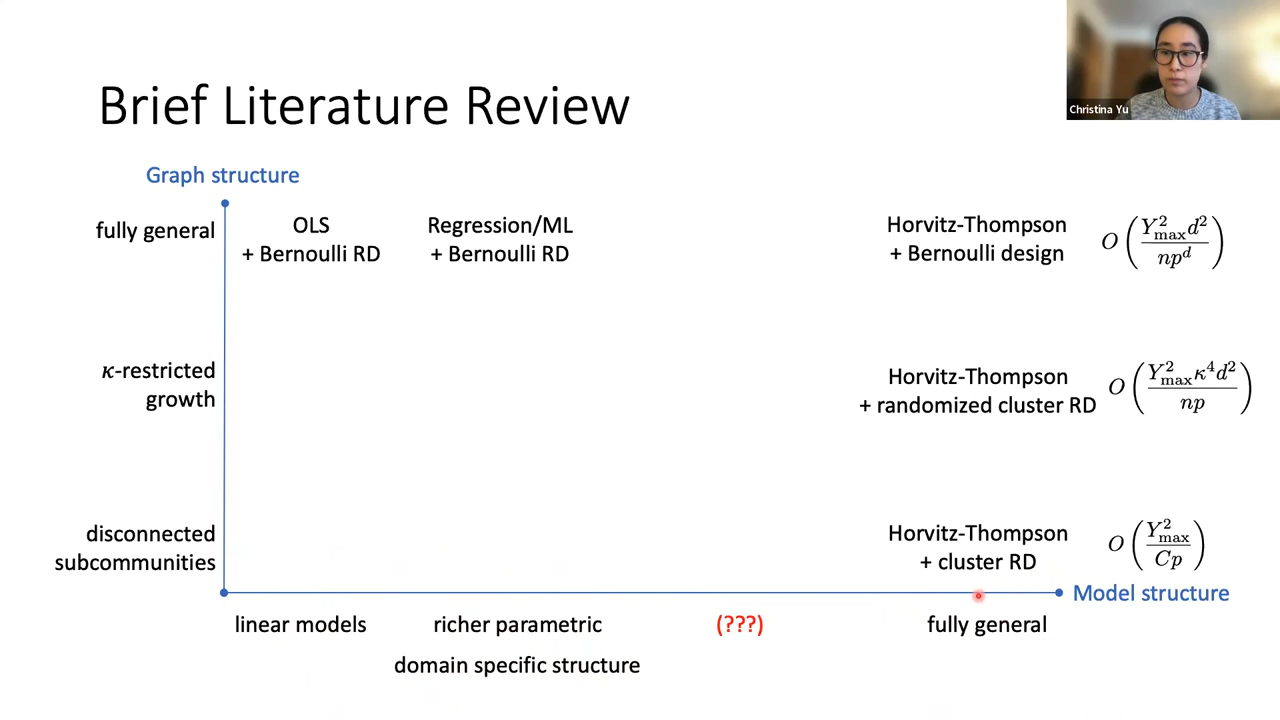 Christina Yu
Brief Literature Review
Graph structure
fully general
OLS
+ Bernoulli RD
Regression/ML
+ Bernoulli RD
Horvitz-Thompson
+ Bernoulli design
O(Y²max d² / np^d)
κ-restricted
growth
Horvitz-Thompson
+ randomized cluster RD
O(Y²max κ⁴d² / np)
disconnected
subcommunities
Horvitz-Thompson
+ cluster RD
O(Y²max / Cp)
Model structure
linear models
richer parametric
(???)
fully general
domain specific structure